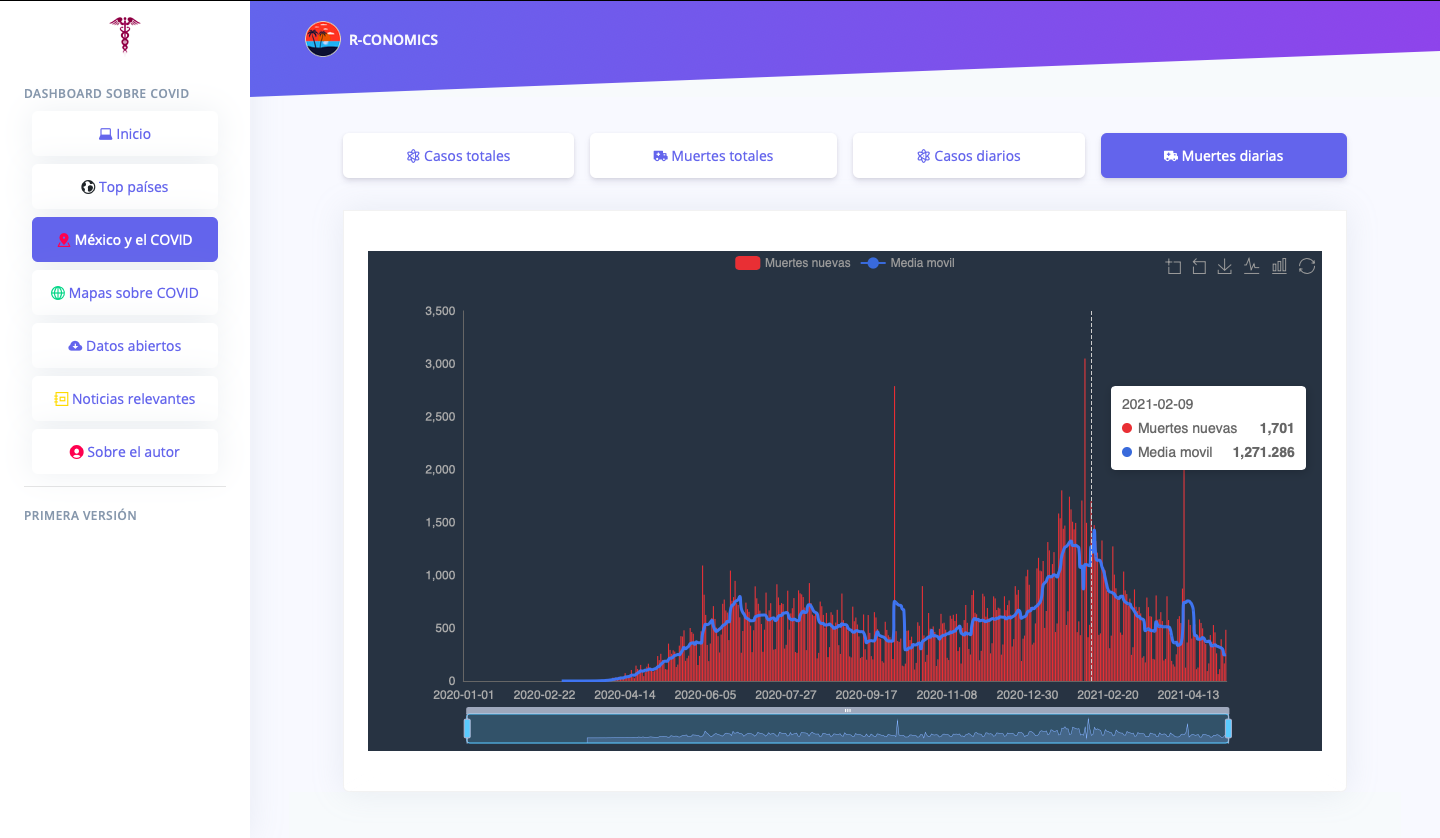 R-CONOMICS
DASHBOARD SOBRE COVID
Inicio
Top países
México y el COVID
Mapas sobre COVID
Datos abiertos
Noticias relevantes
Sobre el autor
PRIMERA VERSIÓN
Casos totales
Muertes totales
Casos diarios
Muertes diarias
Muertes nuevas
Media movil
3,500
3,000
2,500
2,000
1,500
1,000
500
0
2021-02-09
Muertes nuevas 1,701
Media movil 1,271.286
2020-01-01 2020-02-22 2020-04-14 2020-06-05 2020-07-27 2020-09-17 2020-11-08 2020-12-30 2021-02-20 2021-04-13